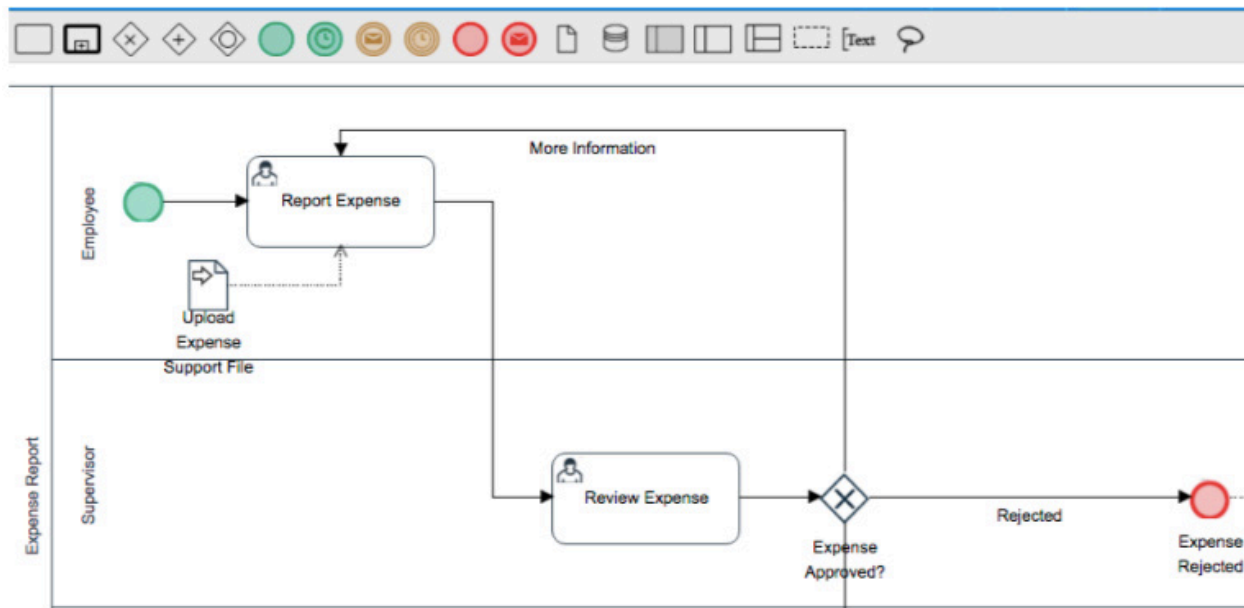 [Text
More Information
Employee
Report Expense
Upload
Expense
Support File
Expense Report
Supervisor
Review Expense
Rejected
Expense
Approved?
Expense
Rejected